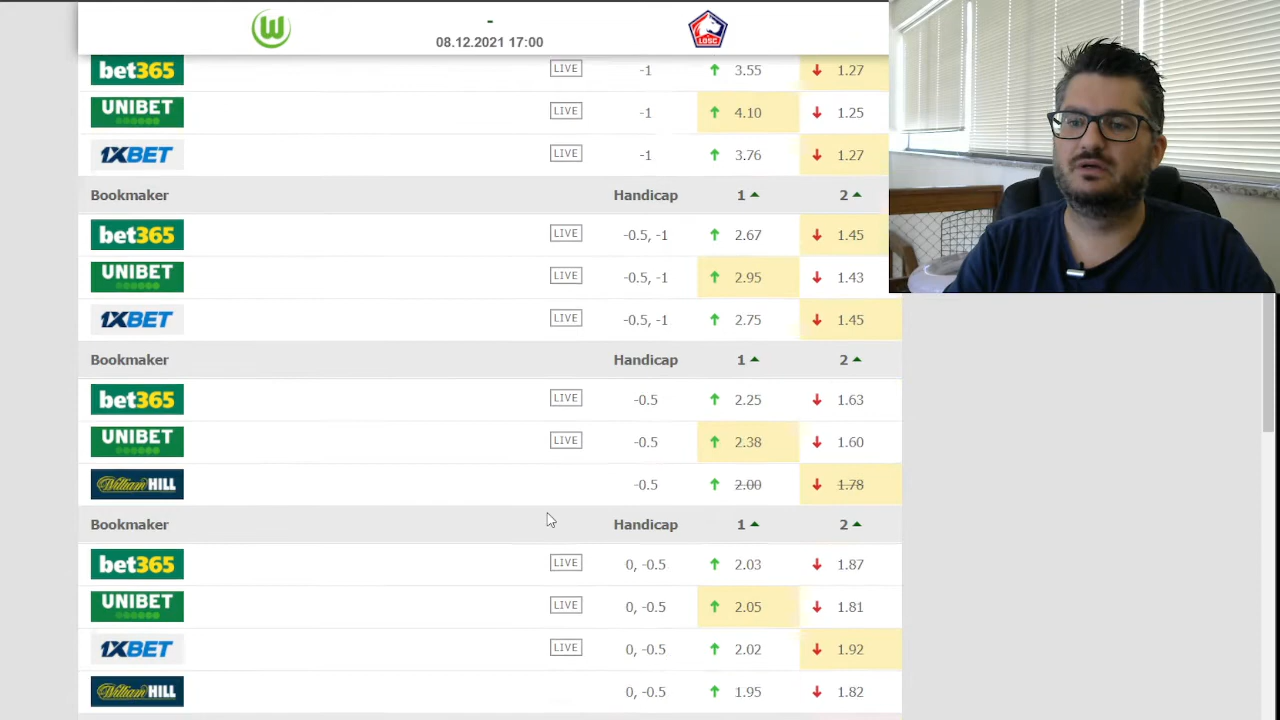 W
-
08.12.2021 17:00
LOSC
bet365 LIVE -1 3.55 1.27
UNIBET LIVE -1 4.10 1.25
1XBET LIVE -1 3.76 1.27
Bookmaker Handicap 1 2
bet365 LIVE -0.5, -1 2.67 1.45
UNIBET LIVE -0.5, -1 2.95 1.43
1XBET LIVE -0.5, -1 2.75 1.45
Bookmaker Handicap 1 2
bet365 LIVE -0.5 2.25 1.63
UNIBET LIVE -0.5 2.38 1.60
William HILL -0.5 2.00 1.78
Bookmaker Handicap 1 2
bet365 LIVE 0, -0.5 2.03 1.87
UNIBET LIVE 0, -0.5 2.05 1.81
1XBET LIVE 0, -0.5 2.02 1.92
William HILL 0, -0.5 1.95 1.82